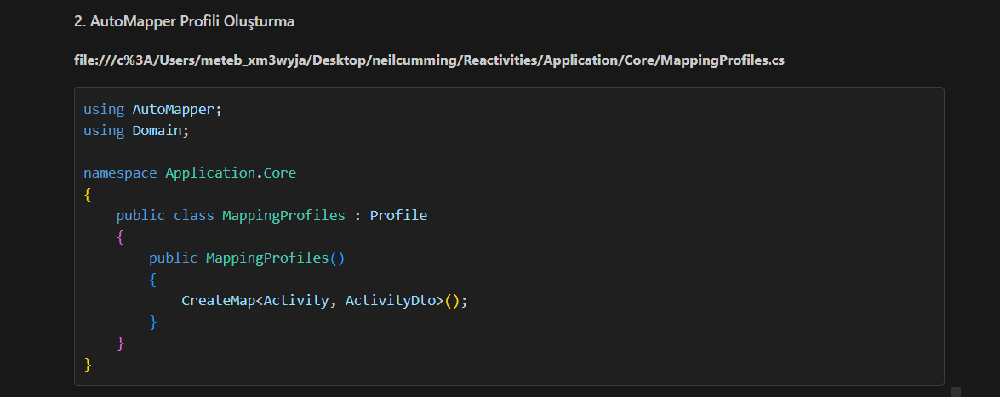 2. AutoMapper Profili Oluşturma
file:///c%3A/Users/meteb_xm3wyja/Desktop/neilcumming/Reactivities/Application/Core/MappingProfiles.cs
using AutoMapper;
using Domain;
namespace Application.Core
{
    public class MappingProfiles : Profile
    {
        public MappingProfiles()
        {
            CreateMap<Activity, ActivityDto>();
        }
    }
}